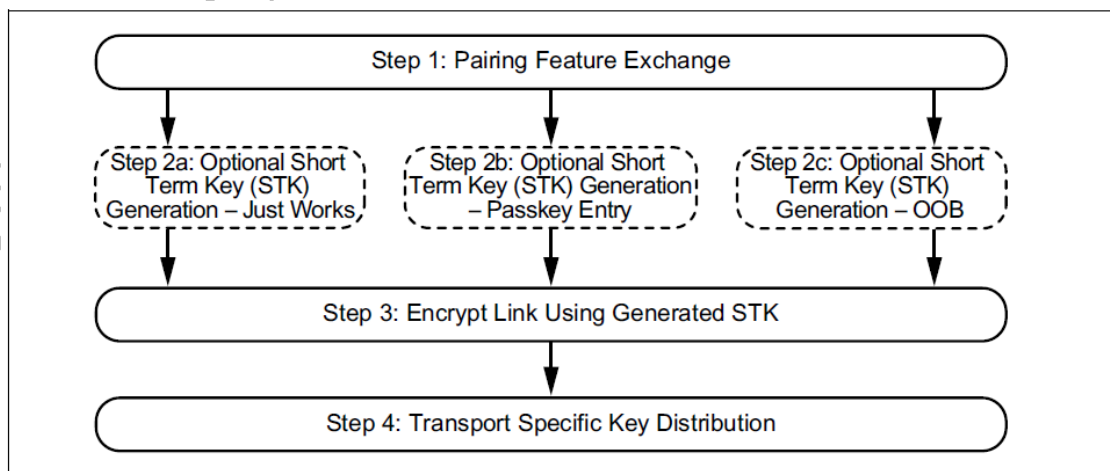 Step 1: Pairing Feature Exchange
Step 2a: Optional Short
Term Key (STK)
Generation – Just Works
Step 2b: Optional Short
Term Key (STK) Generation
– Passkey Entry
Step 2c: Optional Short
Term Key (STK)
Generation – OOB
Step 3: Encrypt Link Using Generated STK
Step 4: Transport Specific Key Distribution